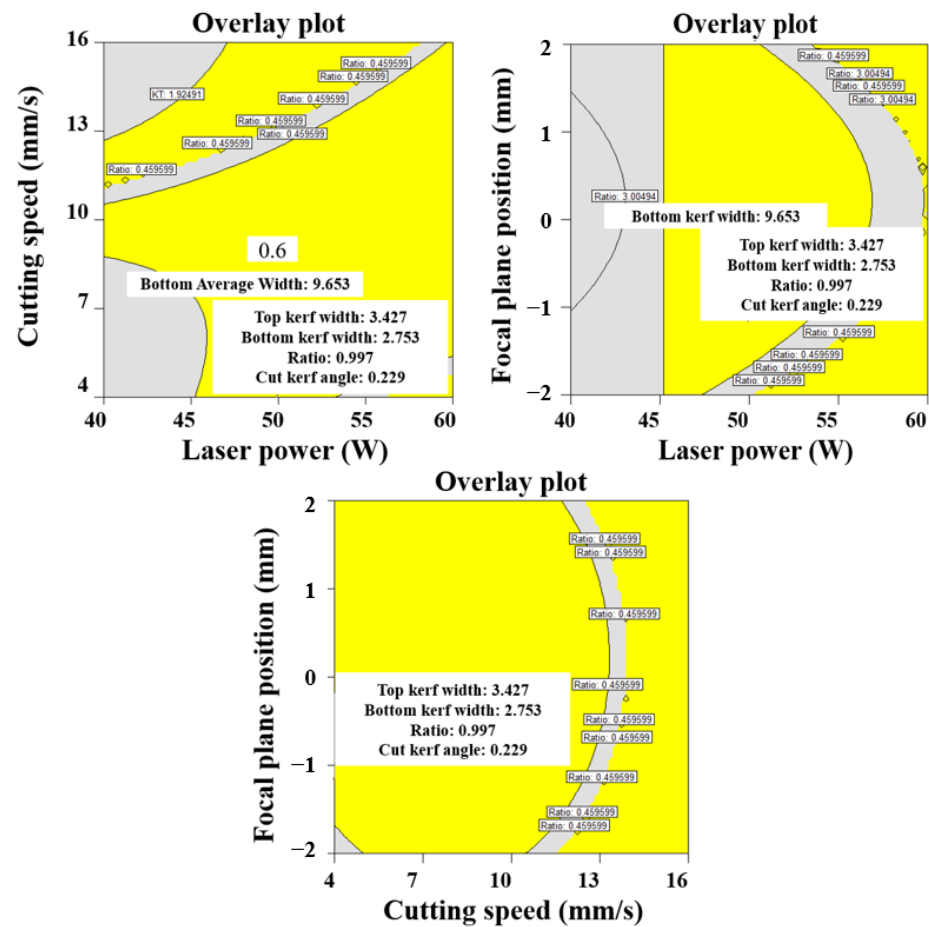 Overlay plot
16
13
10
7
4
Cutting speed (mm/s)
KT: 1.92491
Ratio: 0.459599
Ratio: 0.459599
Ratio: 0.459599
Ratio: 0.459599
Ratio: 0.459599
Ratio: 0.459599
Ratio: 0.459599
0.6
Bottom Average Width: 9.653
Top kerf width: 3.427
Bottom kerf width: 2.753
Ratio: 0.997
Cut kerf angle: 0.229
40 45 50 55 60
Laser power (W)
Overlay plot
2
1
0
−1
−2
Focal plane position (mm)
Ratio: 0.459599
Ratio: 3.00494
Ratio: 0.459599
Ratio: 3.00494
Ratio: 3.00494
Bottom kerf width: 9.653
Top kerf width: 3.427
Bottom kerf width: 2.753
Ratio: 0.997
Cut kerf angle: 0.229
Ratio: 0.459599
Ratio: 0.459599
Ratio: 0.459599
Ratio: 0.459599
40 45 50 55 60
Laser power (W)
Overlay plot
2
1
0
−1
−2
Focal plane position (mm)
Ratio: 0.459599
Ratio: 0.459599
Ratio: 0.459599
Ratio: 0.459599
Top kerf width: 3.427
Bottom kerf width: 2.753
Ratio: 0.997
Cut kerf angle: 0.229
Ratio: 0.459599
Ratio: 0.459599
Ratio: 0.459599
Ratio: 0.459599
Ratio: 0.459599
4 7 10 13 16
Cutting speed (mm/s)